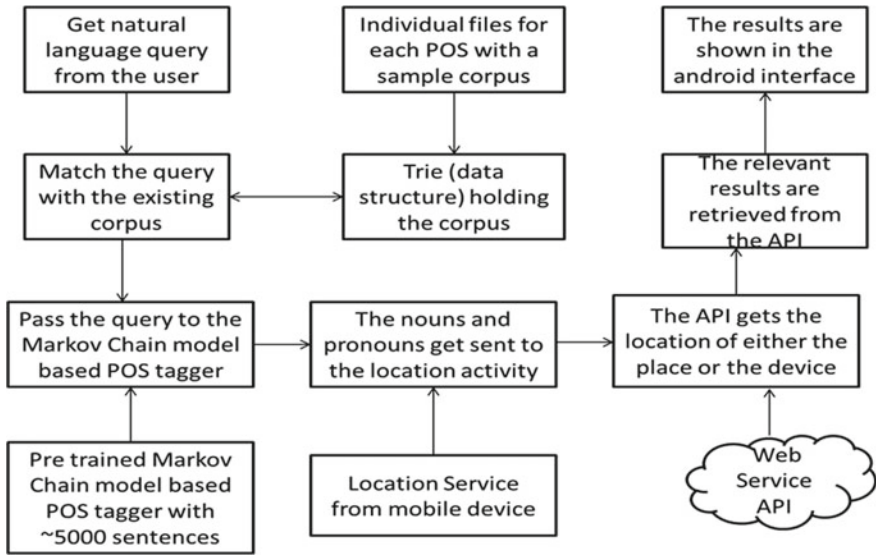 Get natural
language query
from the user
Individual files for
each POS with a
sample corpus
The results are
shown in the
android interface
Match the query
with the existing
corpus
Trie (data
structure) holding
the corpus
The relevant
results are
retrieved from
the API
Pass the query to the
Markov Chain model
based POS tagger
The nouns and
pronouns get sent to
the location activity
The API gets the
location of either the
place or the device
Pre trained Markov
Chain model based
POS tagger with
~5000 sentences
Location Service
from mobile device
Web
Service
API